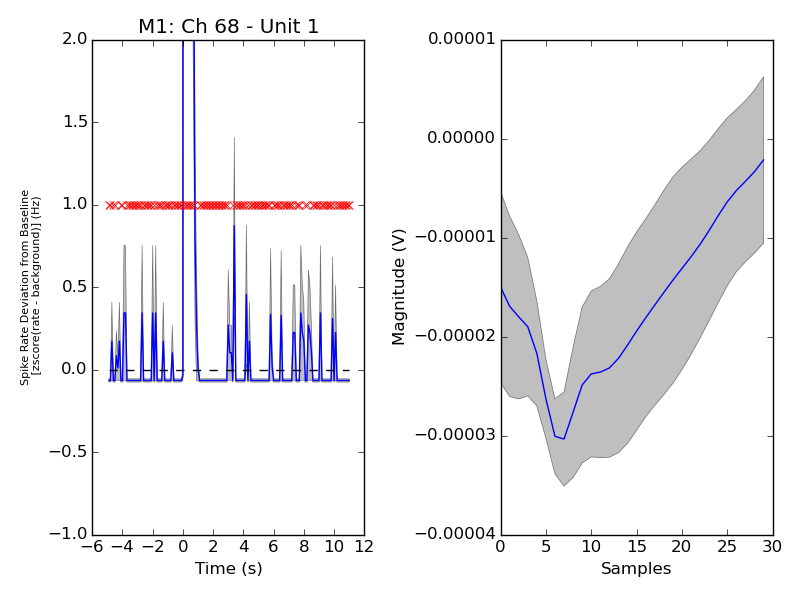 M1: Ch 68 - Unit 1
Spike Rate Deviation from Baseline
[zscore(rate - background)] (Hz)
2.0
1.5
1.0
0.5
0.0
−0.5
−1.0
−6 −4 −2 0 2 4 6 8 10 12
Time (s)
Magnitude (V)
0.00001
0.00000
−0.00001
−0.00002
−0.00003
−0.00004
0 5 10 15 20 25 30
Samples